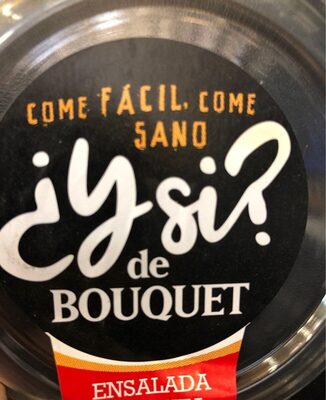 COME FÁCIL, COME
SANO
¿Y si?
de
BOUQUET
ENSALADA